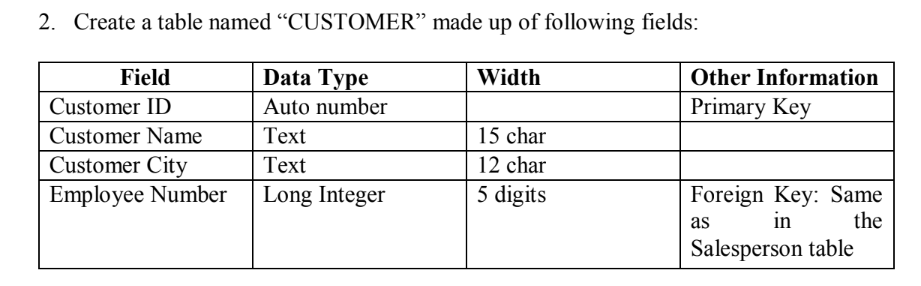 2. Create a table named “CUSTOMER” made up of following fields:
Field Data Type Width Other Information
Customer ID Auto number Primary Key
Customer Name Text 15 char
Customer City Text 12 char
Employee Number Long Integer 5 digits Foreign Key: Same
as in the
Salesperson table